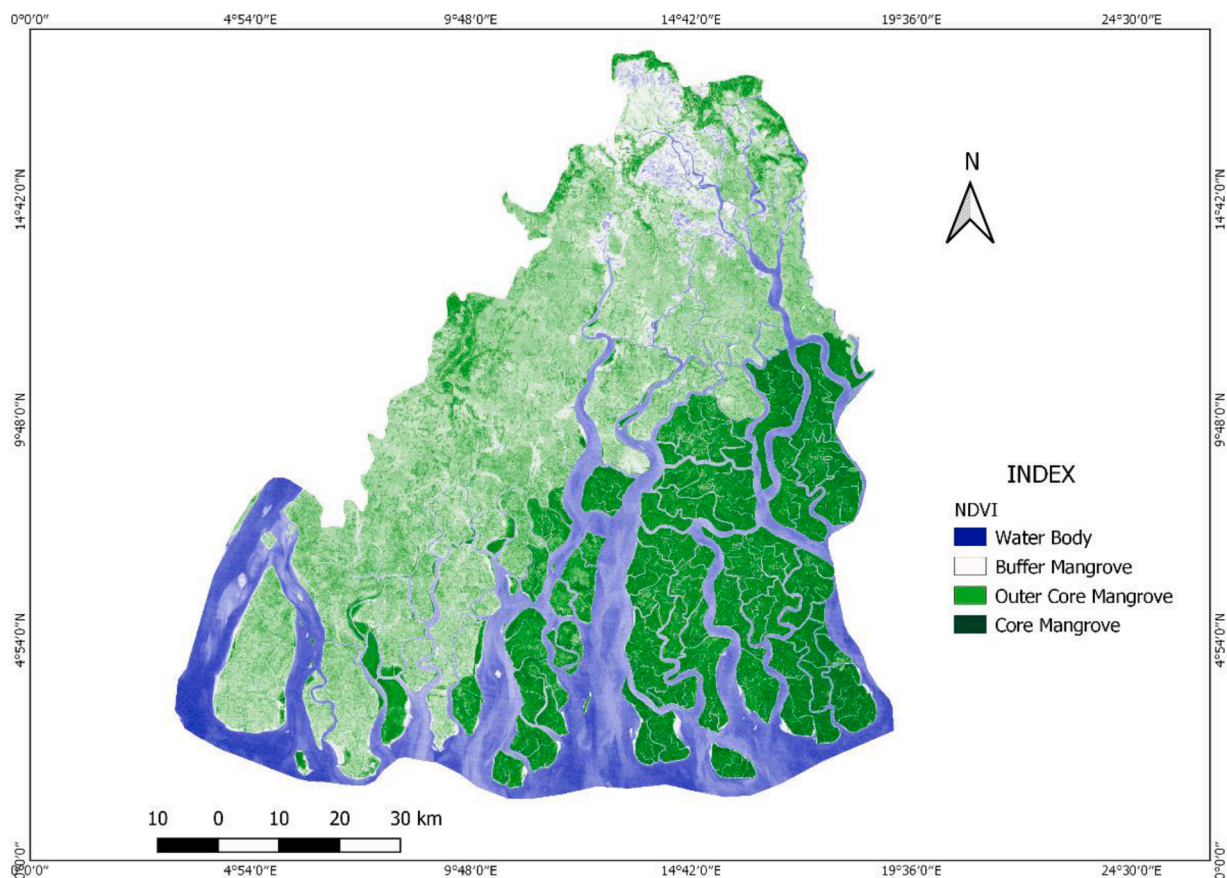 0°0′0″E 4°54′0″E 9°48′0″E 14°42′0″E 19°36′0″E 24°30′0″E
14°42′0″N
14°42′0″N
N
9°48′0″N
9°48′0″N
INDEX
NDVI
Water Body
Buffer Mangrove
Outer Core Mangrove
Core Mangrove
4°54′0″N
4°54′0″N
10 0 10 20 30 km
0°0′0″
0°0′0″N
0°0′0″E 4°54′0″E 9°48′0″E 14°42′0″E 19°36′0″E 24°30′0″E